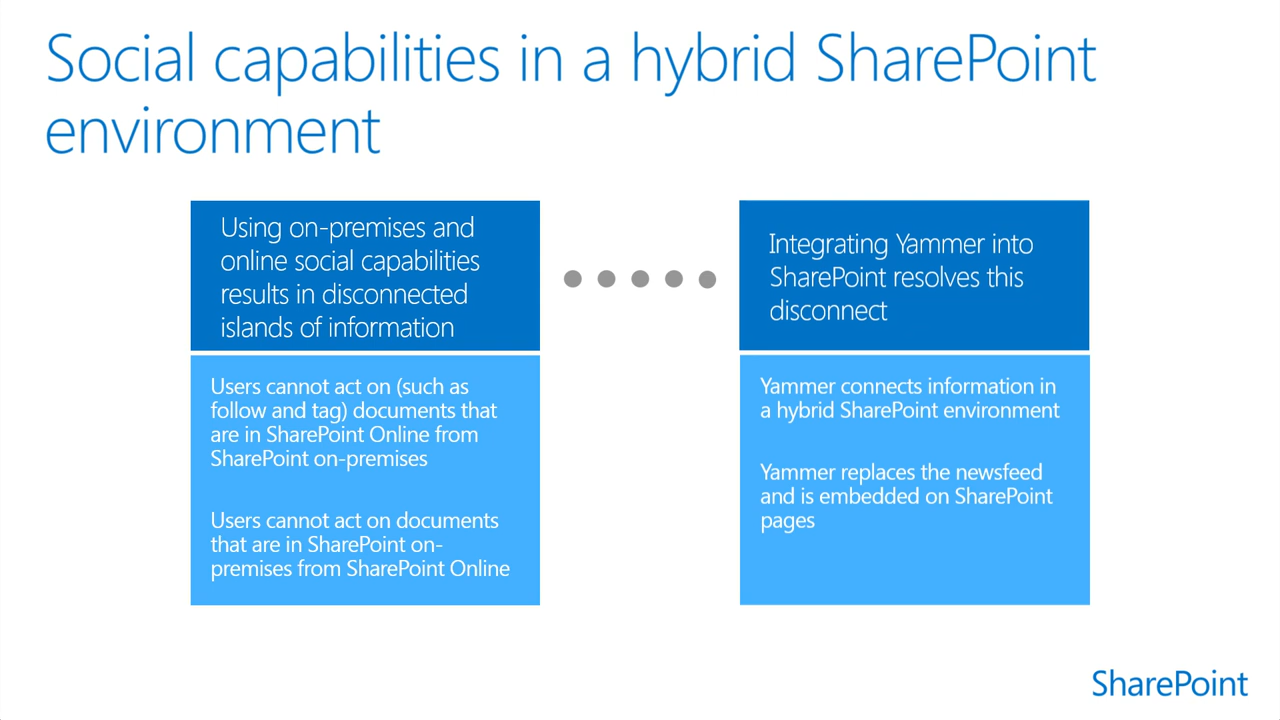 Social capabilities in a hybrid SharePoint
environment
Using on-premises and
online social capabilities
results in disconnected
islands of information
Users cannot act on (such as
follow and tag) documents that
are in SharePoint Online from
SharePoint on-premises
Users cannot act on documents
that are in SharePoint on-
premises from SharePoint Online
Integrating Yammer into
SharePoint resolves this
disconnect
Yammer connects information in
a hybrid SharePoint environment
Yammer replaces the newsfeed
and is embedded on SharePoint
pages
SharePoint